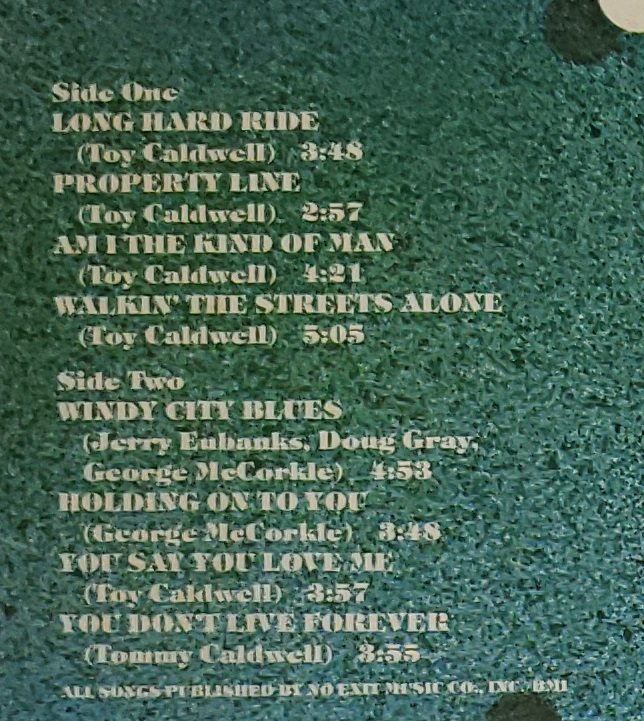 Side One
LONG HARD RIDE
(Toy Caldwell) 3:48
PROPERTY LINE
(Toy Caldwell) 2:57
AM I THE KIND OF MAN
(Toy Caldwell) 4:21
WALKIN' THE STREETS ALONE
(Toy Caldwell) 5:05
Side Two
WINDY CITY BLUES
(Jerry Eubanks, Doug Gray,
George McCorkle) 4:53
HOLDING ON TO YOU
(George McCorkle) 3:48
YOU SAY YOU LOVE ME
(Toy Caldwell) 3:57
YOU DON'T LIVE FOREVER
(Tommy Caldwell) 3:55
ALL SONGS PUBLISHED BY NO EXIT MUSIC CO., INC. BMI